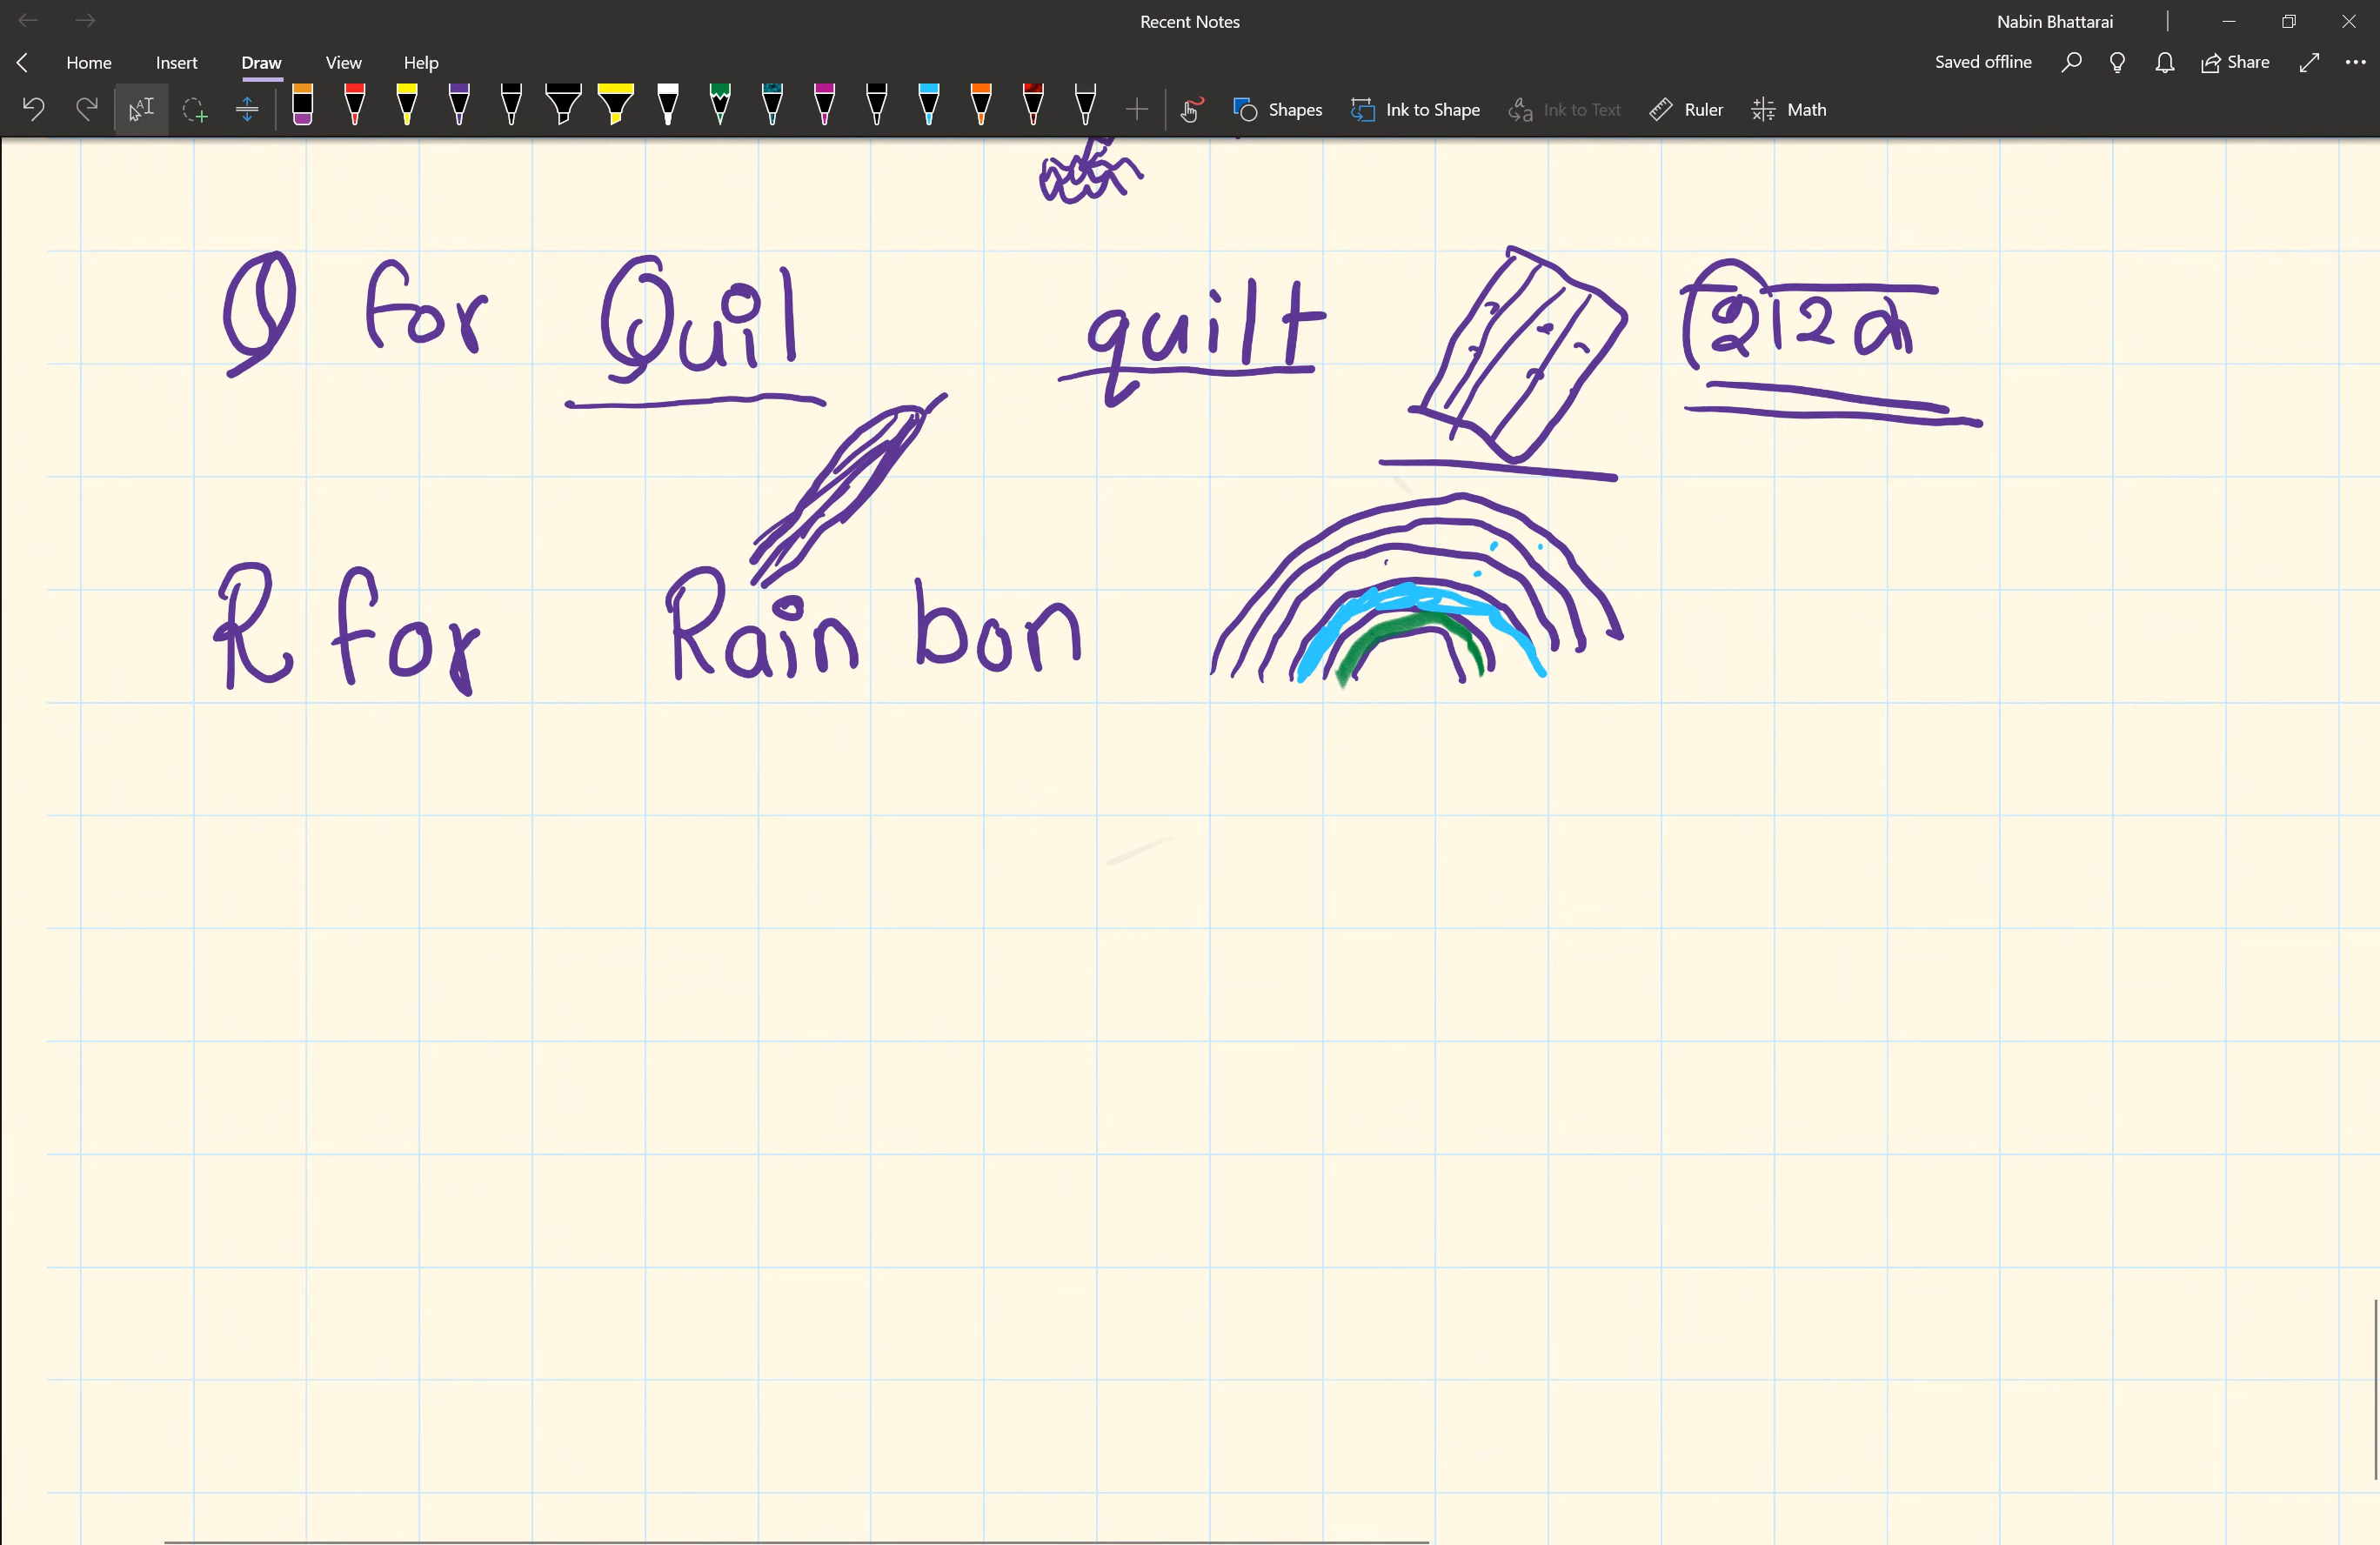 Recent Notes
Nabin Bhattarai
Home Insert Draw View Help
Saved offline
Share
Shapes
Ink to Shape
Ink to Text
Ruler
Math
Q for Quil quilt
R for Rain bon